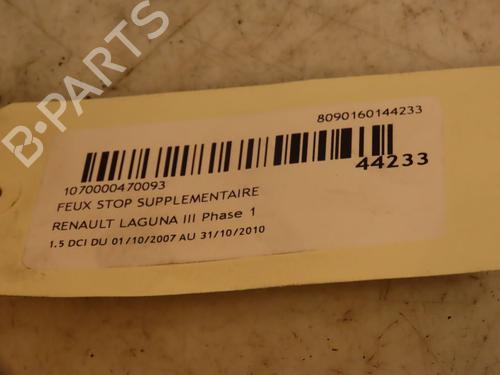 B-PARTS
8090160144233
44233
1070000470093
FEUX STOP SUPPLEMENTAIRE
RENAULT LAGUNA III Phase 1
1.5 DCI DU 01/10/2007 AU 31/10/2010